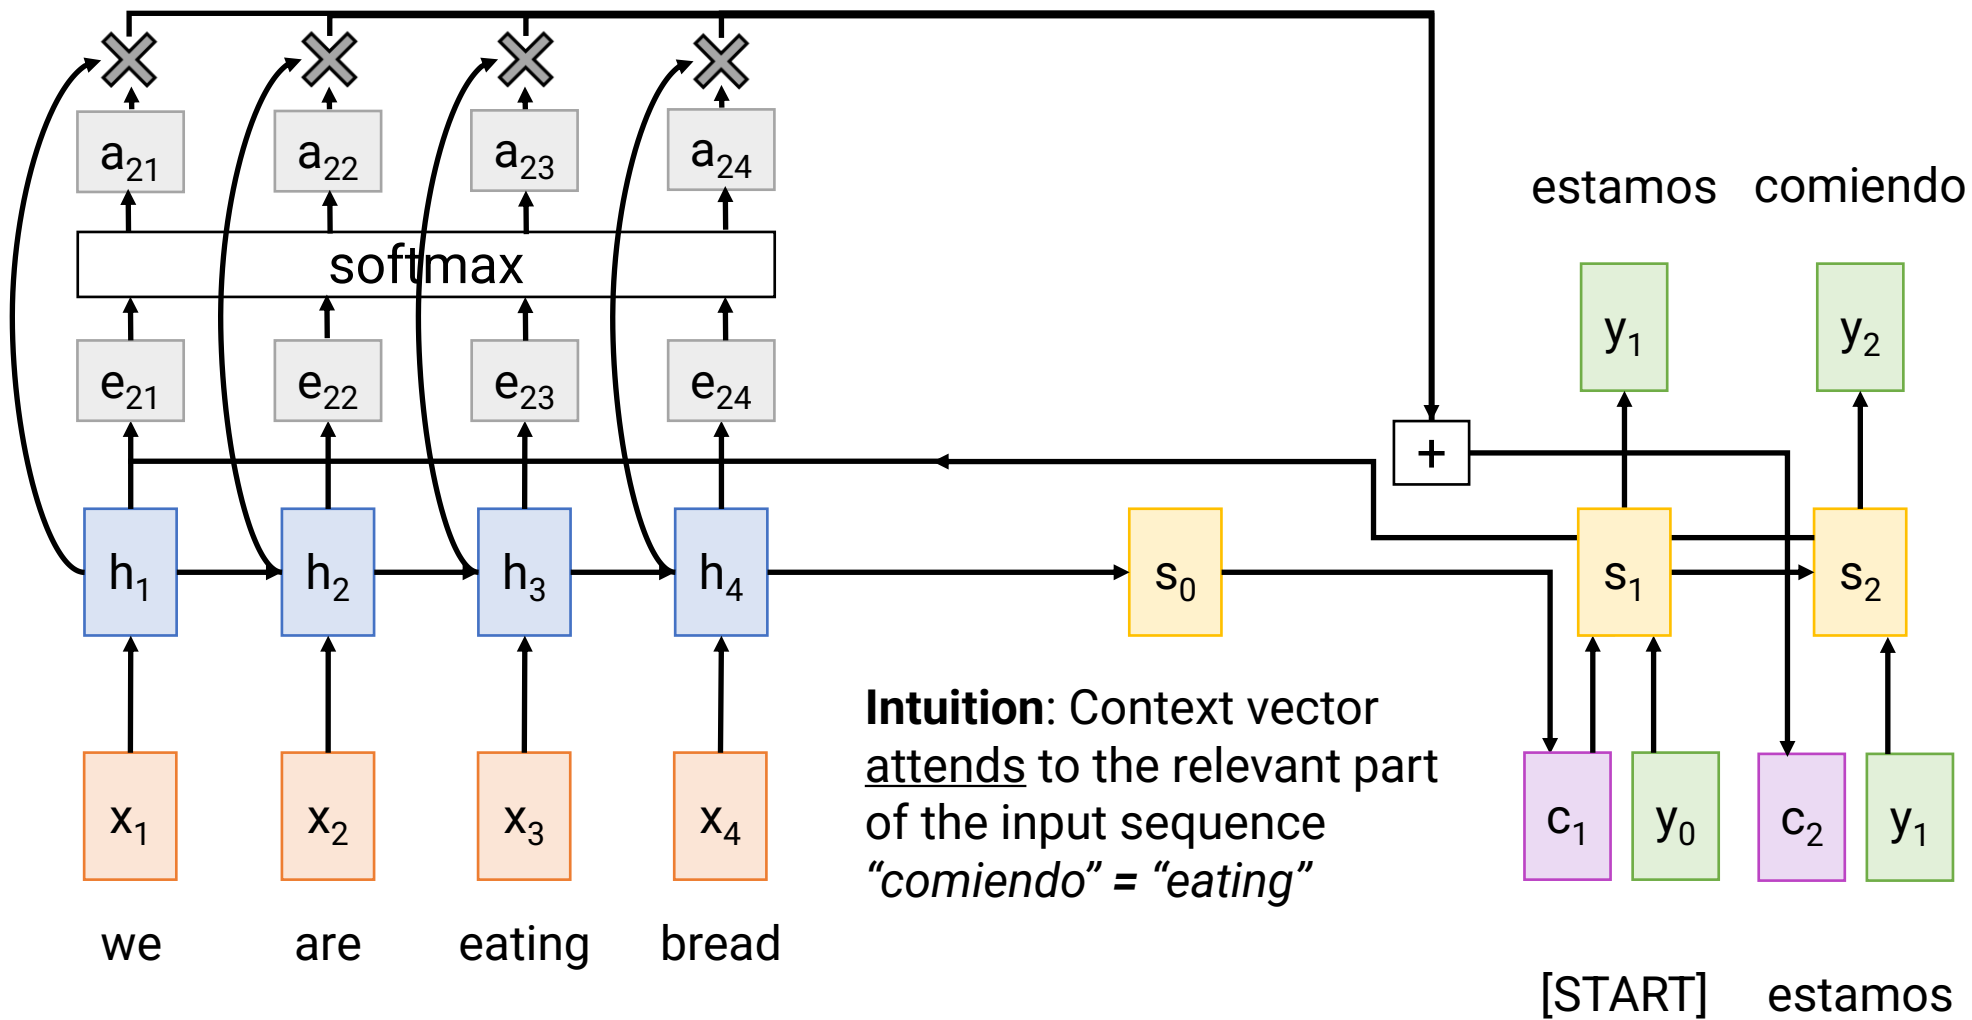 a₂₁ a₂₂ a₂₃ a₂₄
estamos comiendo
softmax
y₁ y₂
e₂₁ e₂₂ e₂₃ e₂₄
+
h₁ h₂ h₃ h₄ s₀ s₁ s₂
Intuition: Context vector
attends to the relevant part
of the input sequence
“comiendo” = “eating”
x₁ x₂ x₃ x₄ c₁ y₀ c₂ y₁
we are eating bread
[START] estamos